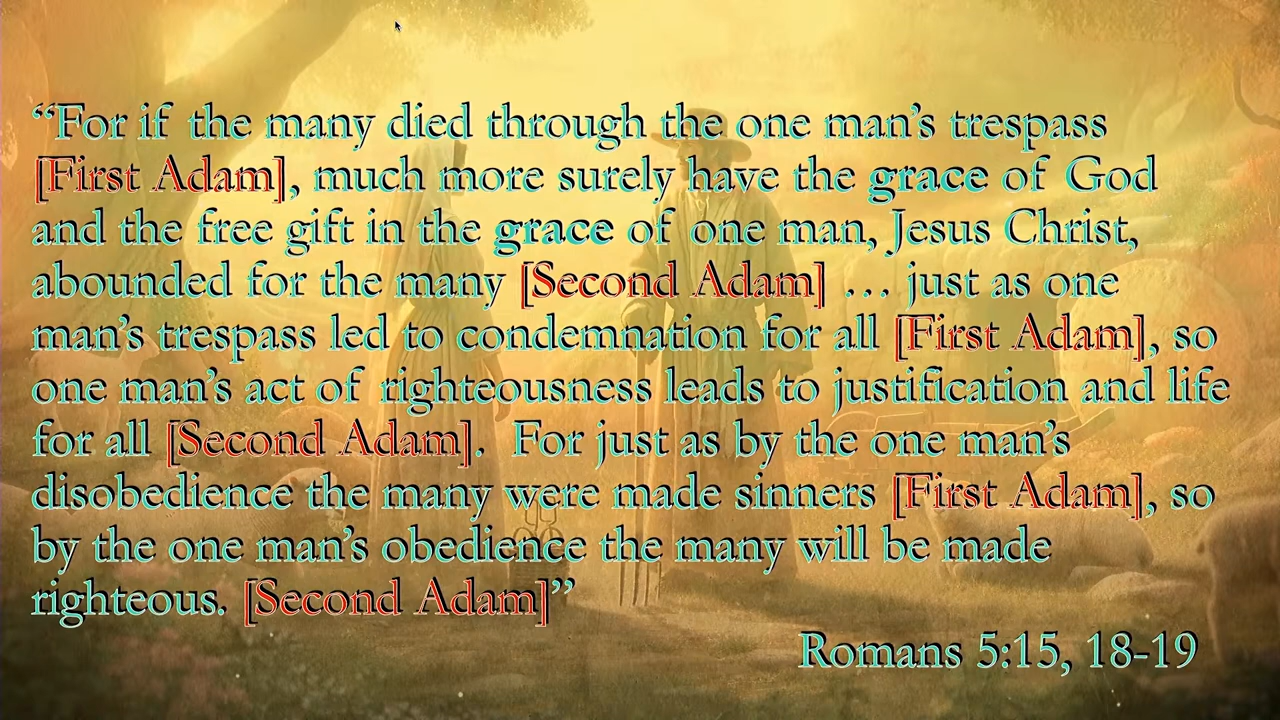 “For if the many died through the one man’s trespass
[First Adam], much more surely have the grace of God
and the free gift in the grace of one man, Jesus Christ,
abounded for the many [Second Adam] … just as one
man’s trespass led to condemnation for all [First Adam], so
one man’s act of righteousness leads to justification and life
for all [Second Adam].  For just as by the one man’s
disobedience the many were made sinners [First Adam], so
by the one man’s obedience the many will be made
righteous. [Second Adam]”
Romans 5:15, 18-19